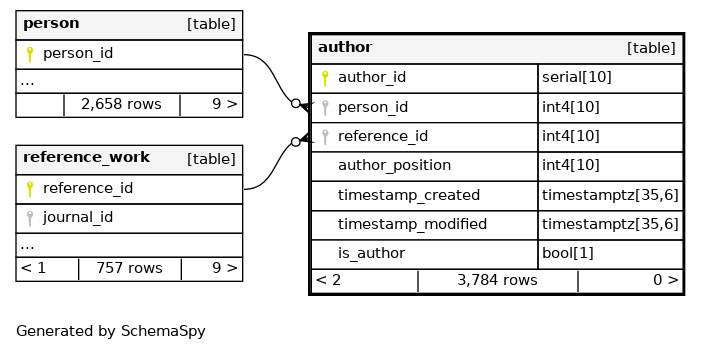 person [table]
person_id
...
2,658 rows 9 >
reference_work [table]
reference_id
journal_id
...
< 1 757 rows 9 >
author [table]
author_id serial[10]
person_id int4[10]
reference_id int4[10]
author_position int4[10]
timestamp_created timestamptz[35,6]
timestamp_modified timestamptz[35,6]
is_author bool[1]
< 2 3,784 rows 0 >
Generated by SchemaSpy